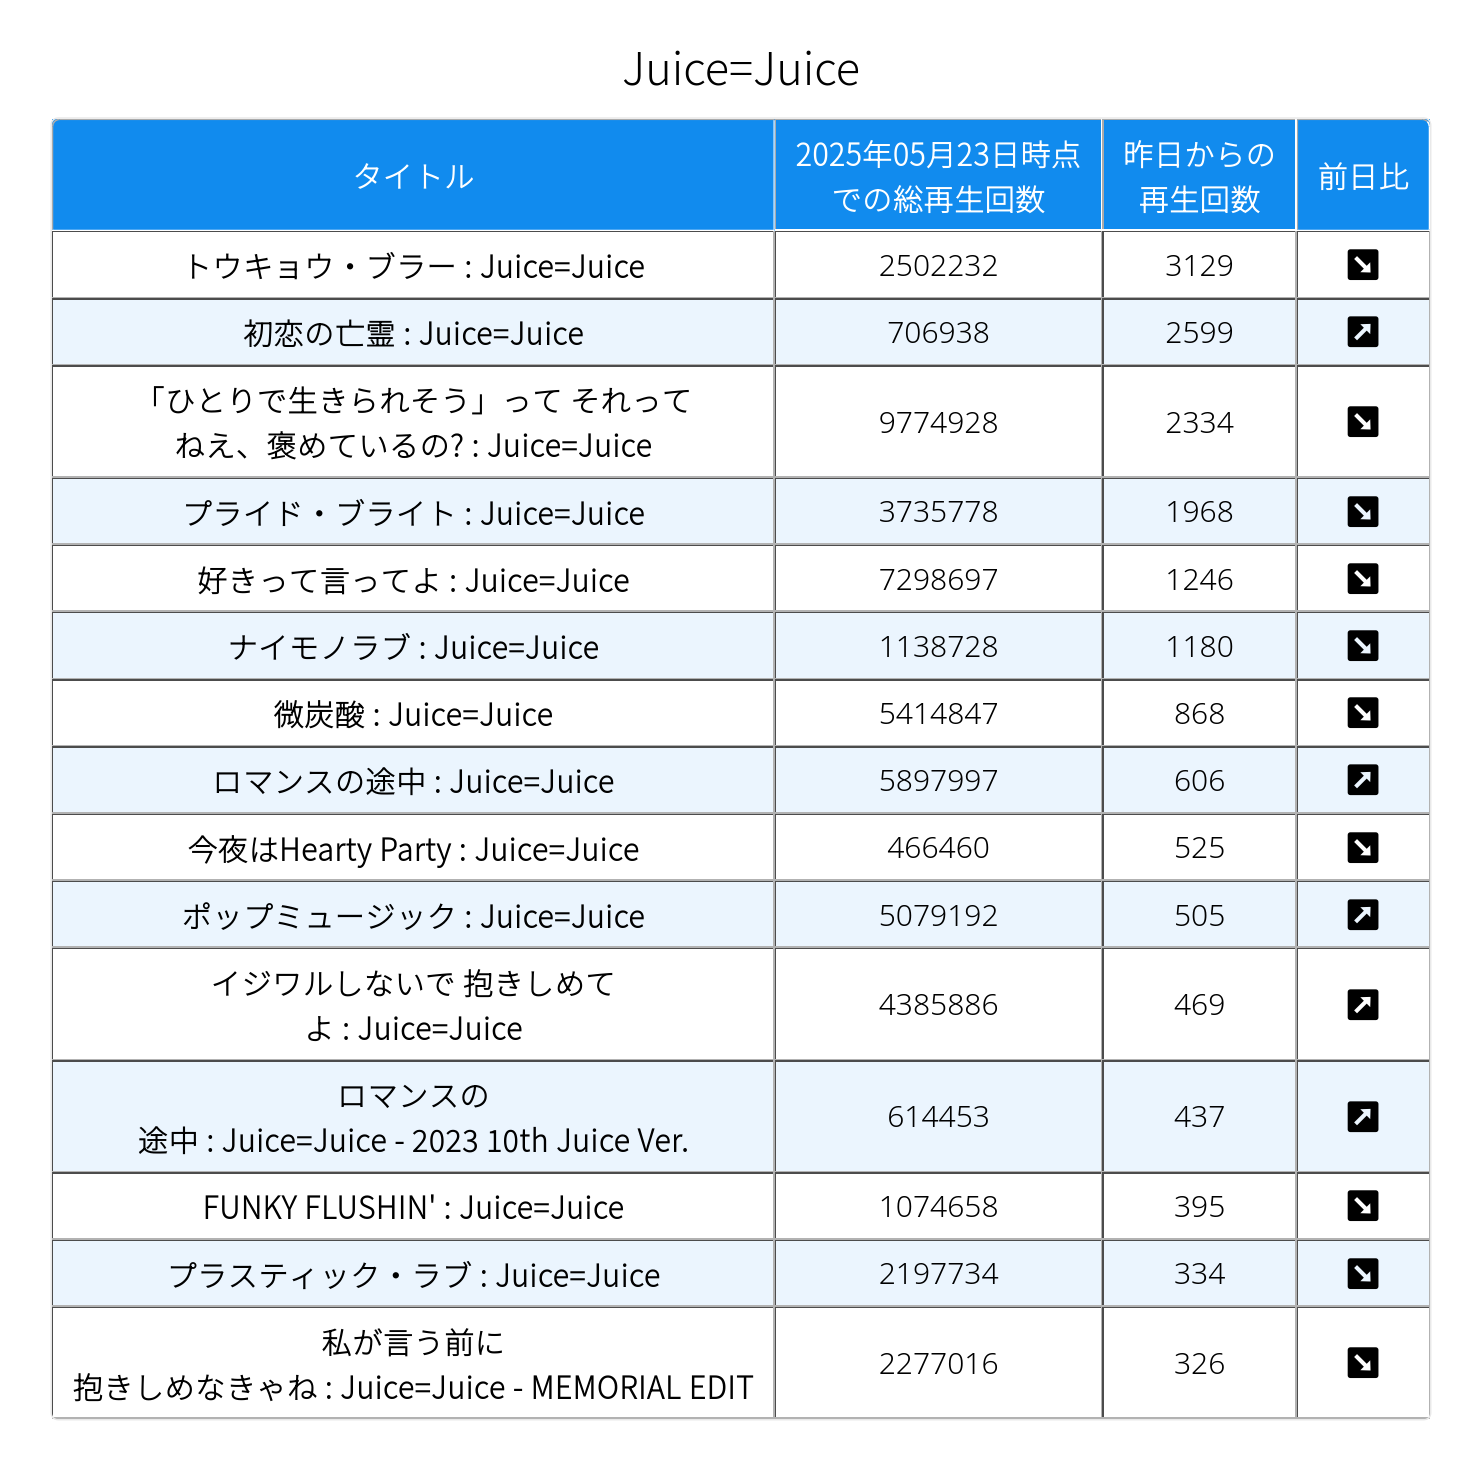 Juice=Juice
タイトル
2025年05月23日時点
での総再生回数
昨日からの
再生回数
前日比
トウキョウ・ブラー : Juice=Juice
2502232
3129
初恋の亡霊 : Juice=Juice
706938
2599
「ひとりで生きられそう」って それって
ねえ、褒めているの? : Juice=Juice
9774928
2334
プライド・ブライト : Juice=Juice
3735778
1968
好きって言ってよ : Juice=Juice
7298697
1246
ナイモノラブ : Juice=Juice
1138728
1180
微炭酸 : Juice=Juice
5414847
868
ロマンスの途中 : Juice=Juice
5897997
606
今夜はHearty Party : Juice=Juice
466460
525
ポップミュージック : Juice=Juice
5079192
505
イジワルしないで 抱きしめて
よ : Juice=Juice
4385886
469
ロマンスの
途中 : Juice=Juice - 2023 10th Juice Ver.
614453
437
FUNKY FLUSHIN' : Juice=Juice
1074658
395
プラスティック・ラブ : Juice=Juice
2197734
334
私が言う前に
抱きしめなきゃね : Juice=Juice - MEMORIAL EDIT
2277016
326